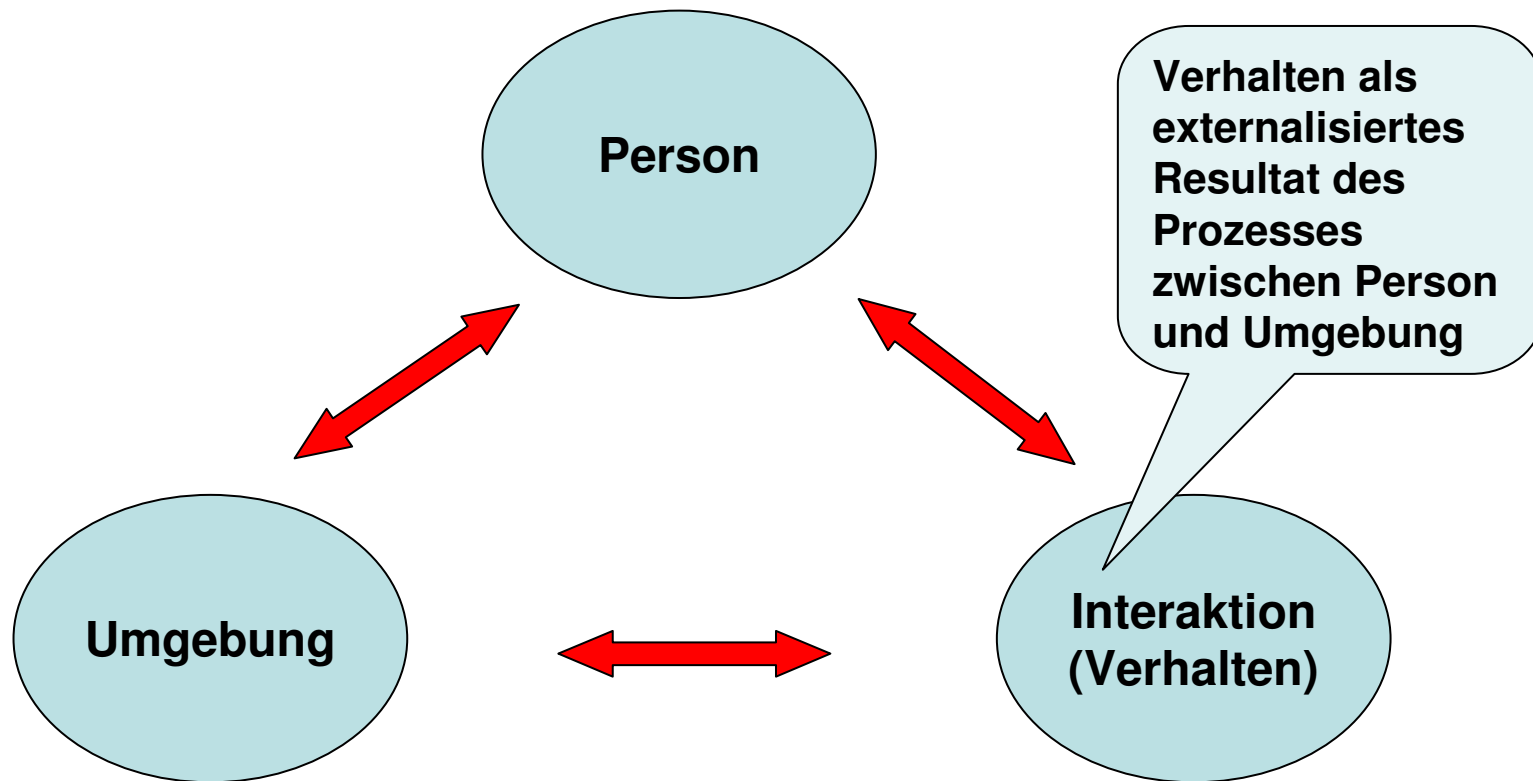 Person
Verhalten als
externalisiertes
Resultat des
Prozesses
zwischen Person
und Umgebung
Umgebung
Interaktion
(Verhalten)